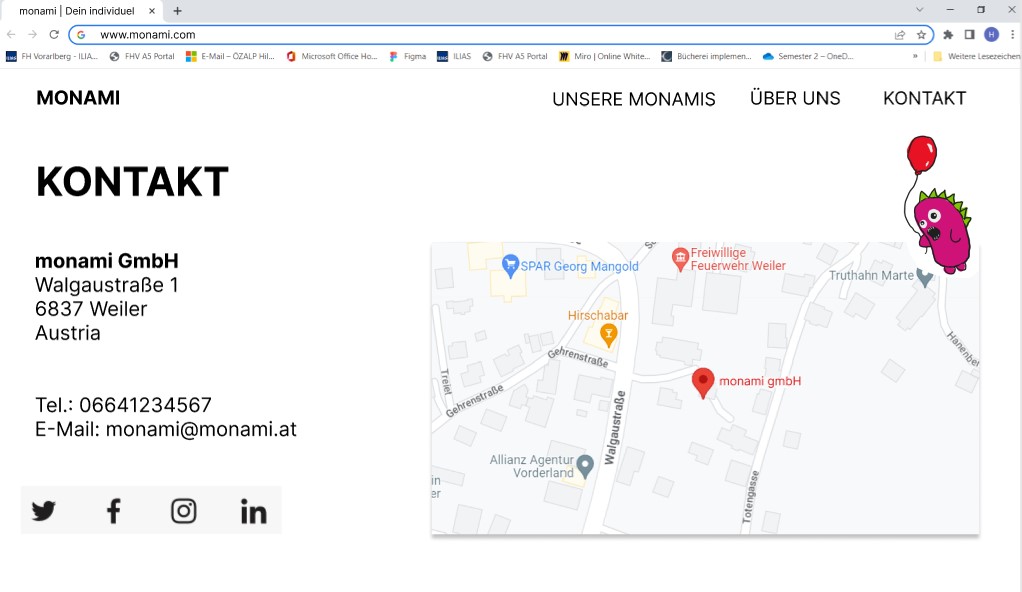 monami | Dein individuel
www.monami.com
FH Vorarlberg - ILIA...
FHV A5 Portal
E-Mail – ÖZALP Hil...
Microsoft Office Ho...
Figma
ILIAS
FHV A5 Portal
Miro | Online White...
Bücherei implemen...
Semester 2 – OneD...
»
Weitere Lesezeichen
MONAMI
UNSERE MONAMIS
ÜBER UNS
KONTAKT
KONTAKT
monami GmbH
Walgaustraße 1
6837 Weiler
Austria
Tel.: 06641234567
E-Mail: monami@monami.at
SPAR Georg Mangold
Freiwillige
Feuerwehr Weiler
Truthahn Marte
Hirschabar
Gehrenstraße
Hanenber
Treiet
Gehrenstraße
monami gmbH
Walgaustraße
Allianz Agentur
Vorderland
in
er
Totengasse